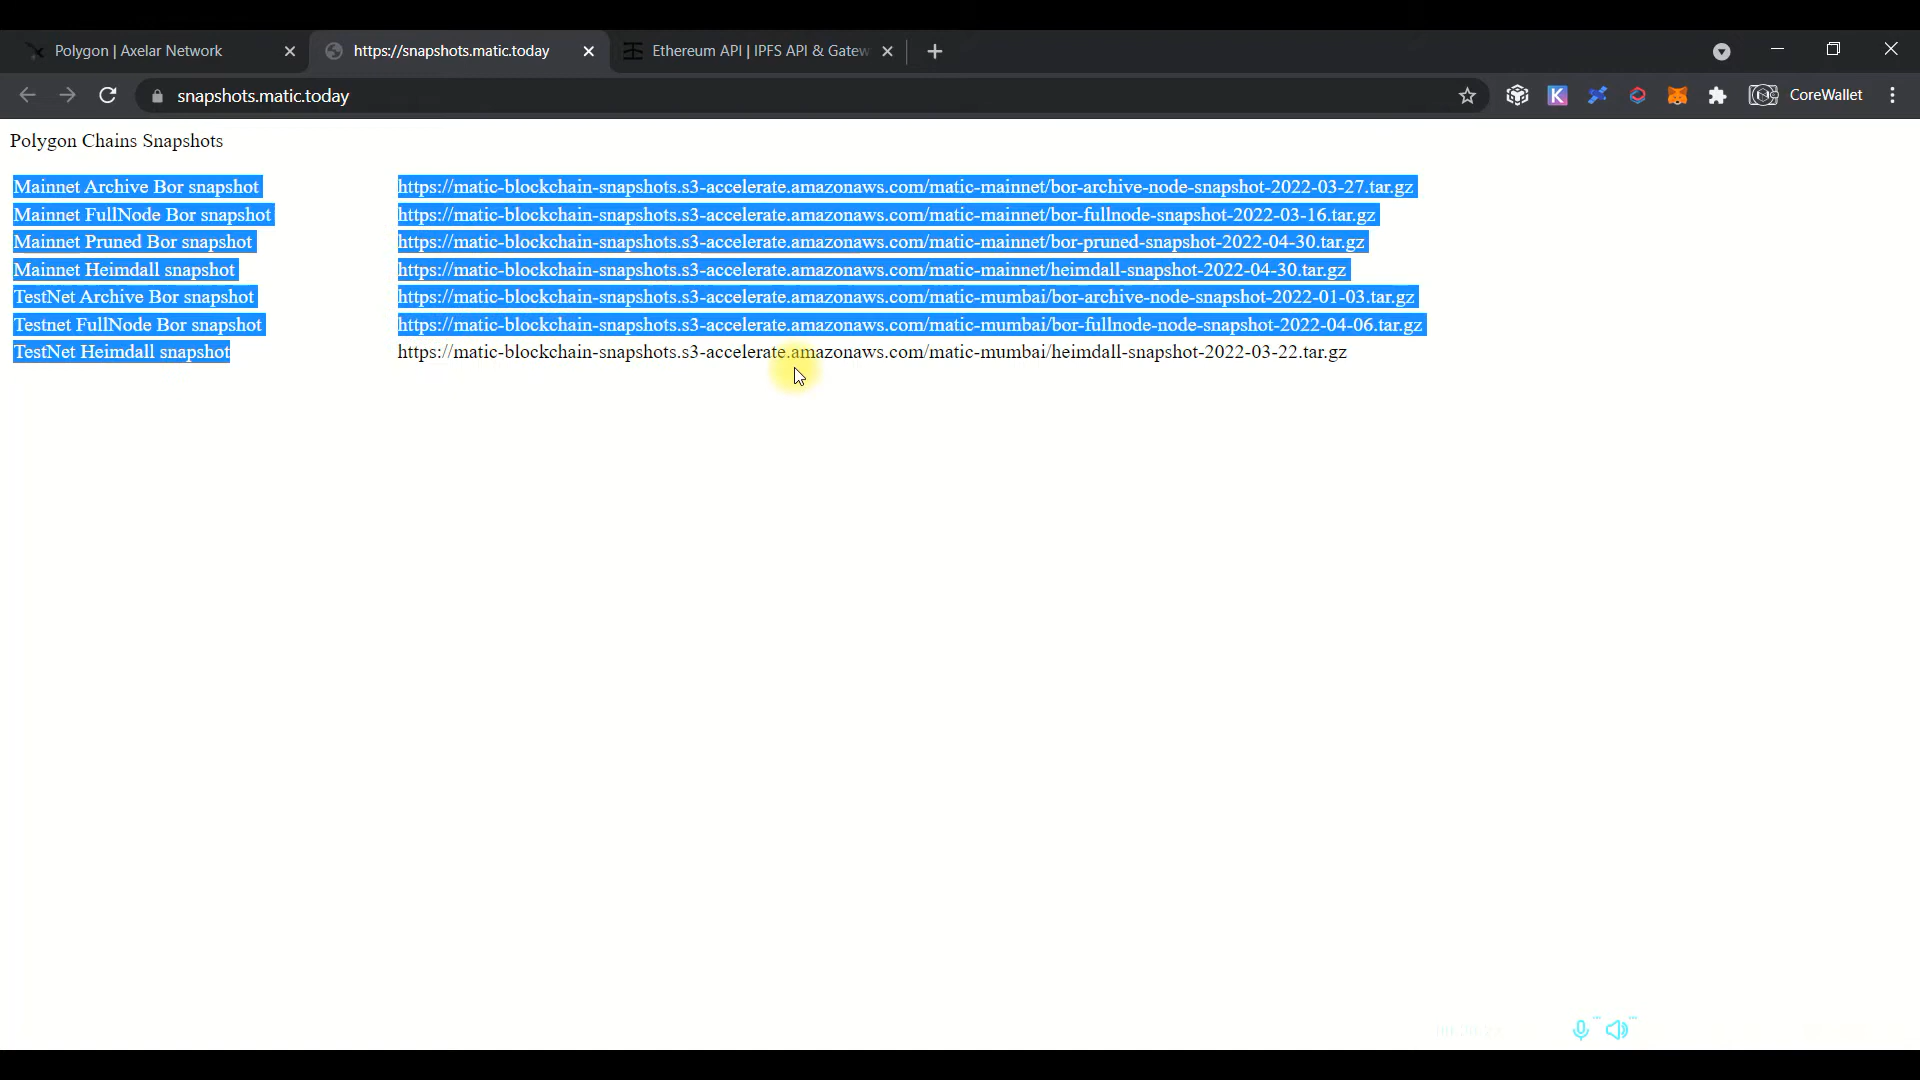 Polygon | Axelar Network
https://snapshots.matic.today
Ethereum API | IPFS API & Gatew
snapshots.matic.today
CoreWallet
Polygon Chains Snapshots
Mainnet Archive Bor snapshot https://matic-blockchain-snapshots.s3-accelerate.amazonaws.com/matic-mainnet/bor-archive-node-snapshot-2022-03-27.tar.gz
Mainnet FullNode Bor snapshot https://matic-blockchain-snapshots.s3-accelerate.amazonaws.com/matic-mainnet/bor-fullnode-snapshot-2022-03-16.tar.gz
Mainnet Pruned Bor snapshot https://matic-blockchain-snapshots.s3-accelerate.amazonaws.com/matic-mainnet/bor-pruned-snapshot-2022-04-30.tar.gz
Mainnet Heimdall snapshot https://matic-blockchain-snapshots.s3-accelerate.amazonaws.com/matic-mainnet/heimdall-snapshot-2022-04-30.tar.gz
TestNet Archive Bor snapshot https://matic-blockchain-snapshots.s3-accelerate.amazonaws.com/matic-mumbai/bor-archive-node-snapshot-2022-01-03.tar.gz
Testnet FullNode Bor snapshot https://matic-blockchain-snapshots.s3-accelerate.amazonaws.com/matic-mumbai/bor-fullnode-node-snapshot-2022-04-06.tar.gz
TestNet Heimdall snapshot https://matic-blockchain-snapshots.s3-accelerate.amazonaws.com/matic-mumbai/heimdall-snapshot-2022-03-22.tar.gz